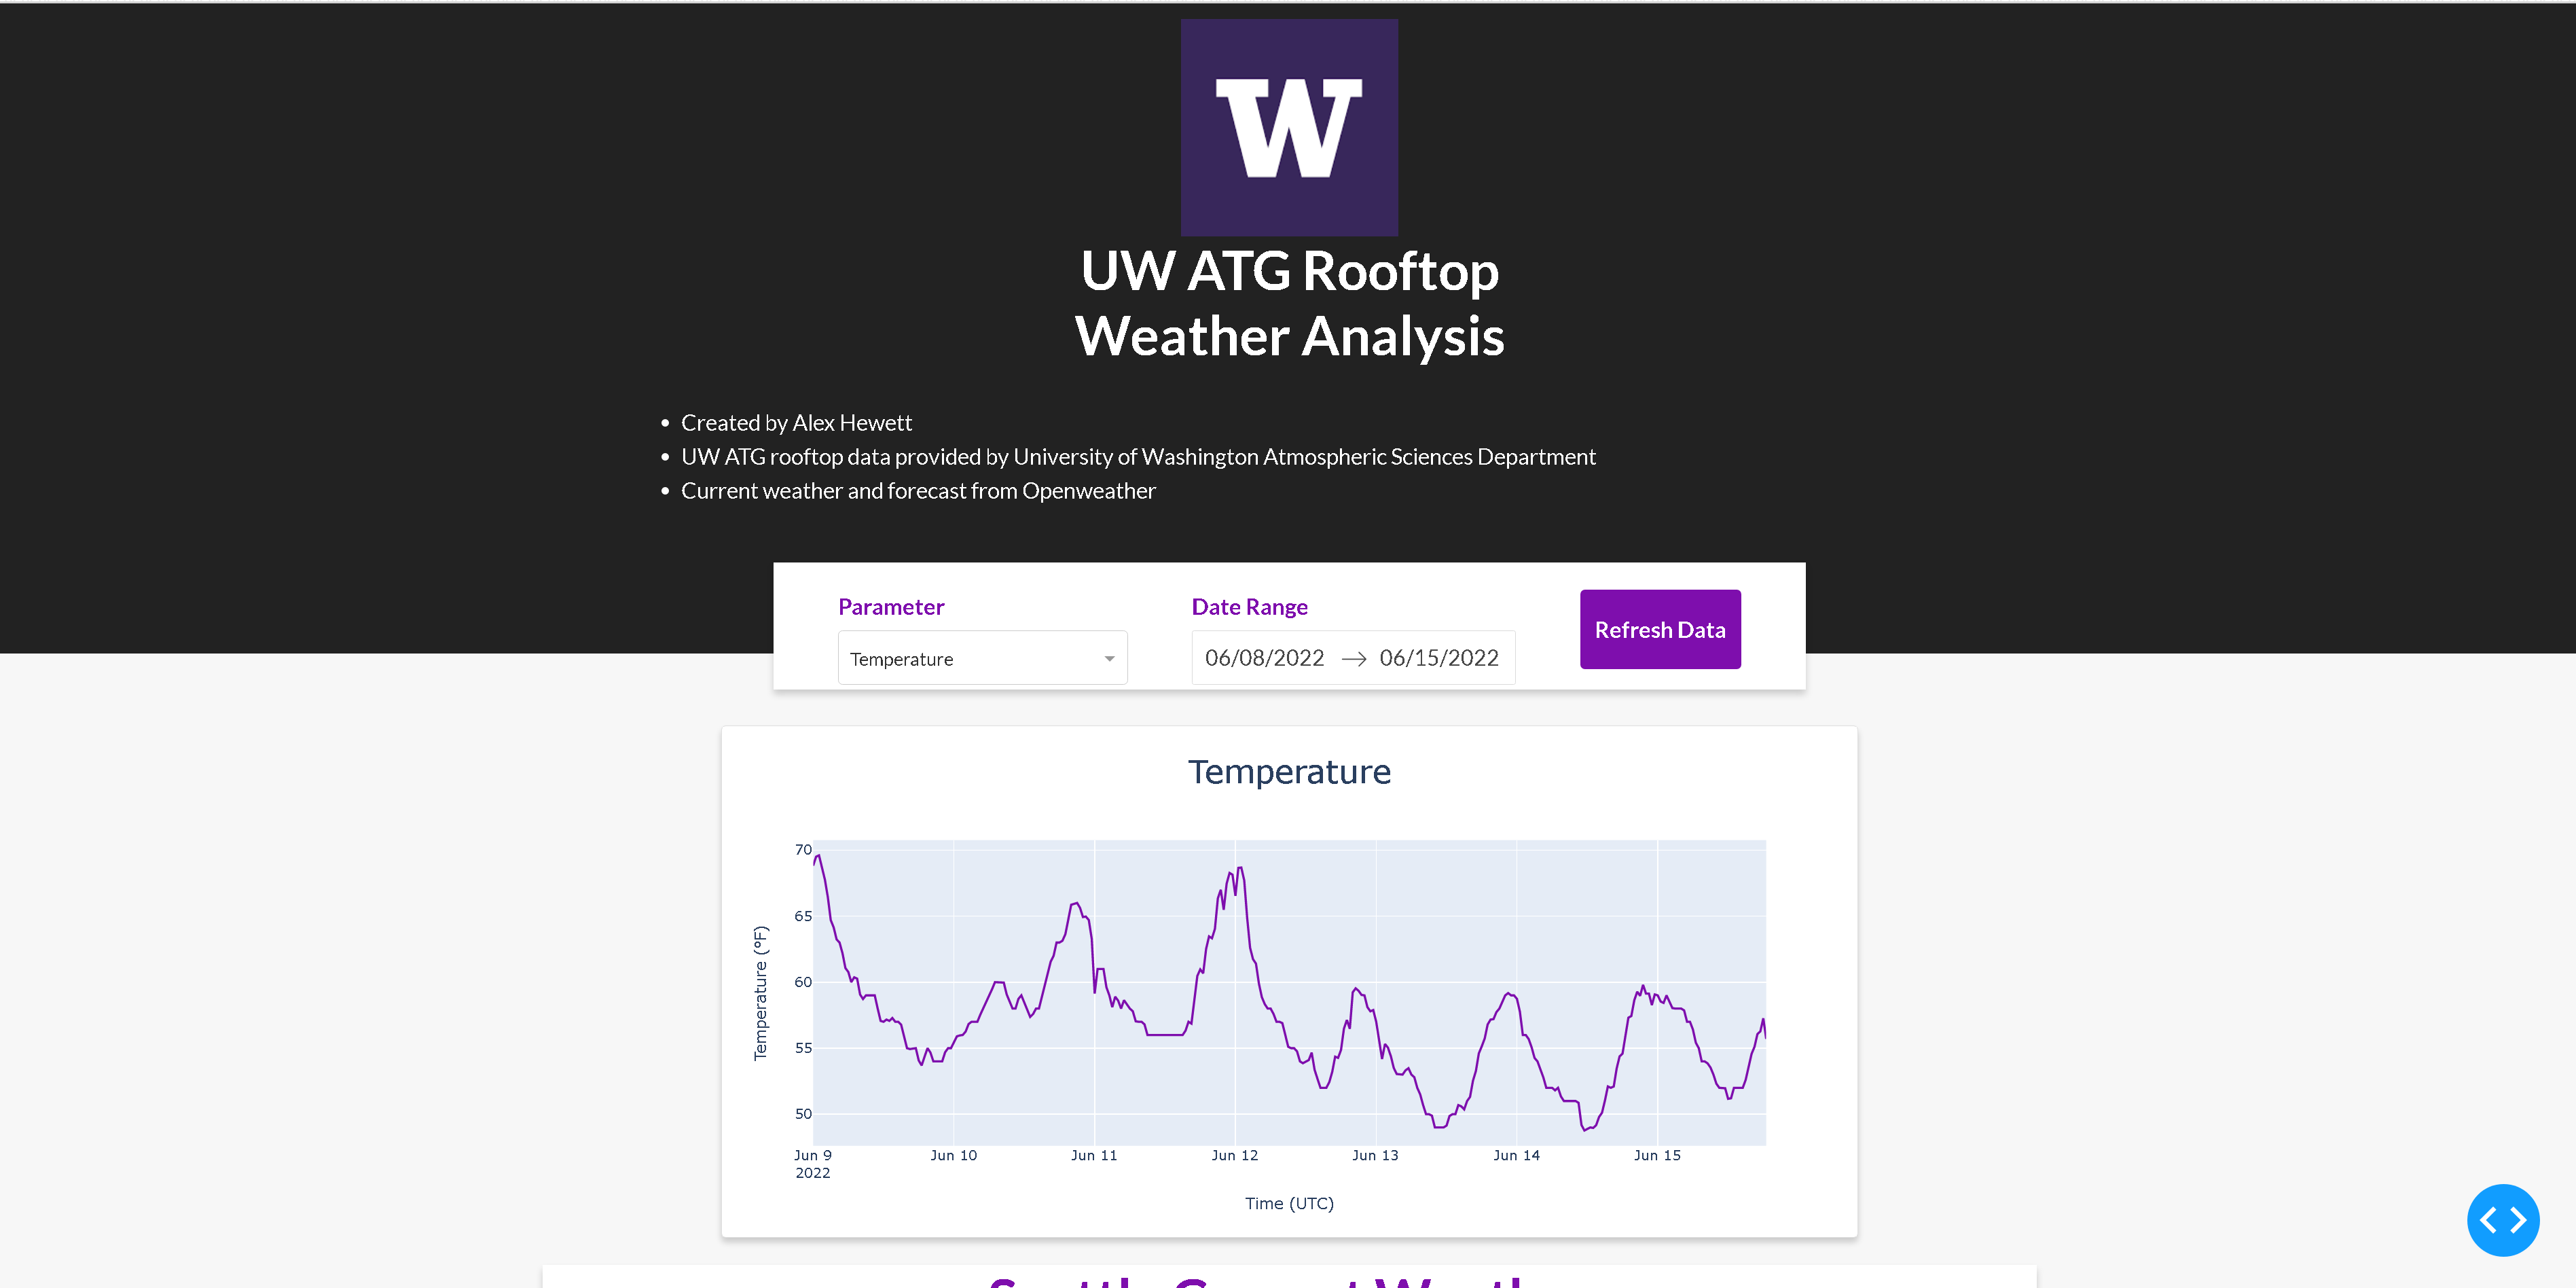 W
UW ATG Rooftop
Weather Analysis
Created by Alex Hewett
UW ATG rooftop data provided by University of Washington Atmospheric Sciences Department
Current weather and forecast from Openweather
Parameter
Temperature
Date Range
06/08/2022 → 06/15/2022
Refresh Data
Temperature
Temperature (°F)
70
65
60
55
50
Jun 9 Jun 10 Jun 11 Jun 12 Jun 13 Jun 14 Jun 15
2022
Time (UTC)